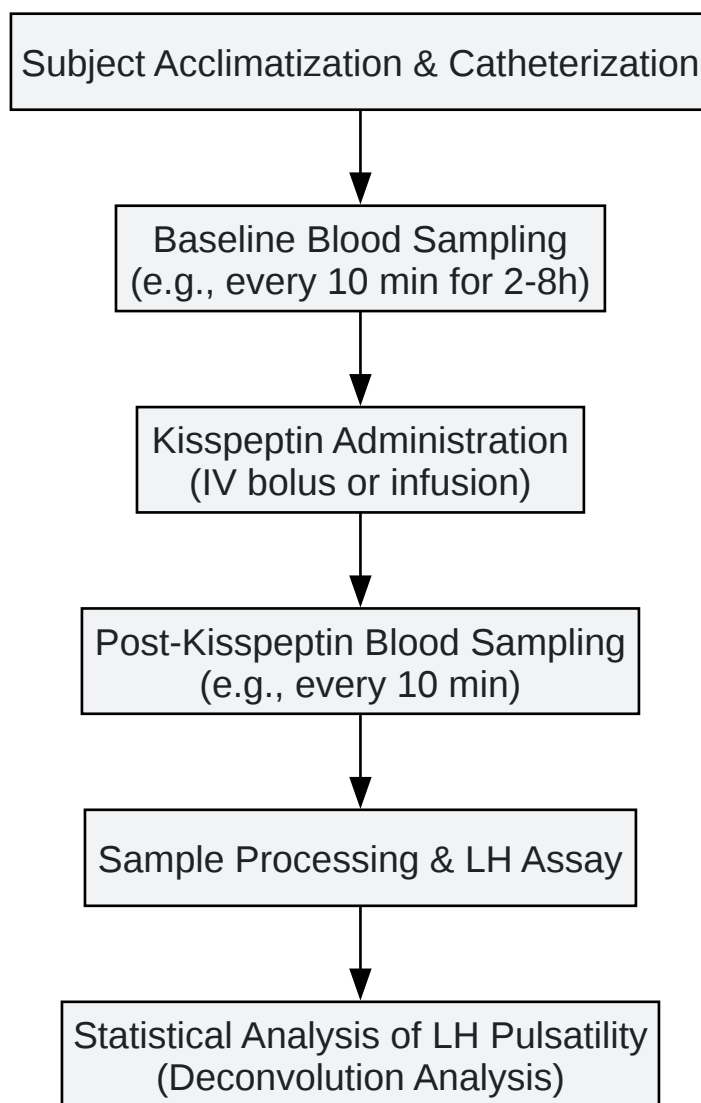 Subject Acclimatization & Catheterization
Baseline Blood Sampling
(e.g., every 10 min for 2-8h)
Kisspeptin Administration
(IV bolus or infusion)
Post-Kisspeptin Blood Sampling
(e.g., every 10 min)
Sample Processing & LH Assay
Statistical Analysis of LH Pulsatility
(Deconvolution Analysis)